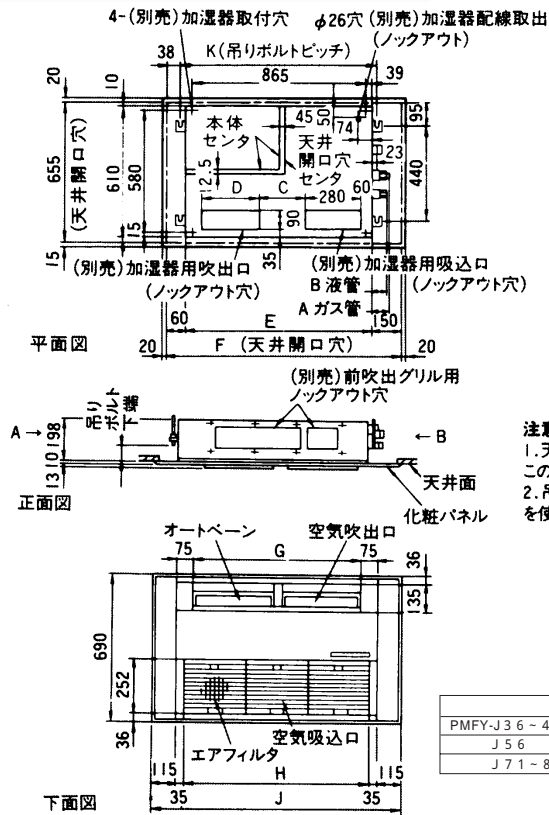 4-(別売)加湿器取付穴
φ26穴(別売)加湿器配線取出
(ノックアウト)
38
K(吊りボルトピッチ)
865
39
20
10
95
50
45
本体
センタ
天井
開口穴
センタ
74
23
655
(天井開口穴)
610
580
440
12.5
D
C
280
60
90
15
15
35
(別売)加湿器用吹出口
(ノックアウト穴)
(別売)加湿器用吸込口
(ノックアウト穴)
B 液管
A ガス管
60
E
50
平面図
20
F (天井開口穴)
20
(別売)前吹出グリル用
ノックアウト穴
吊り
ボルト
下端
A→
198
←B
10
13
天井面
化粧パネル
正面図
注意
1.天
この
2.吊
を使
オートベーン
空気吹出口
75
G
75
36
135
690
252
36
エアフィルタ
空気吸込口
115
H
115
35
J
35
下面図
PMFY-J36~4
J56
J71~8